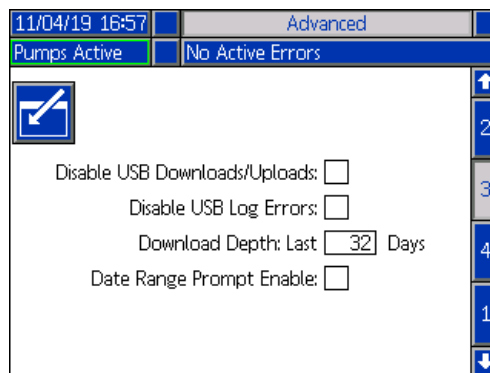 11/04/19 16:57 Advanced
Pumps Active No Active Errors
2
Disable USB Downloads/Uploads:
3
Disable USB Log Errors:
Download Depth: Last 32 Days
4
Date Range Prompt Enable:
1